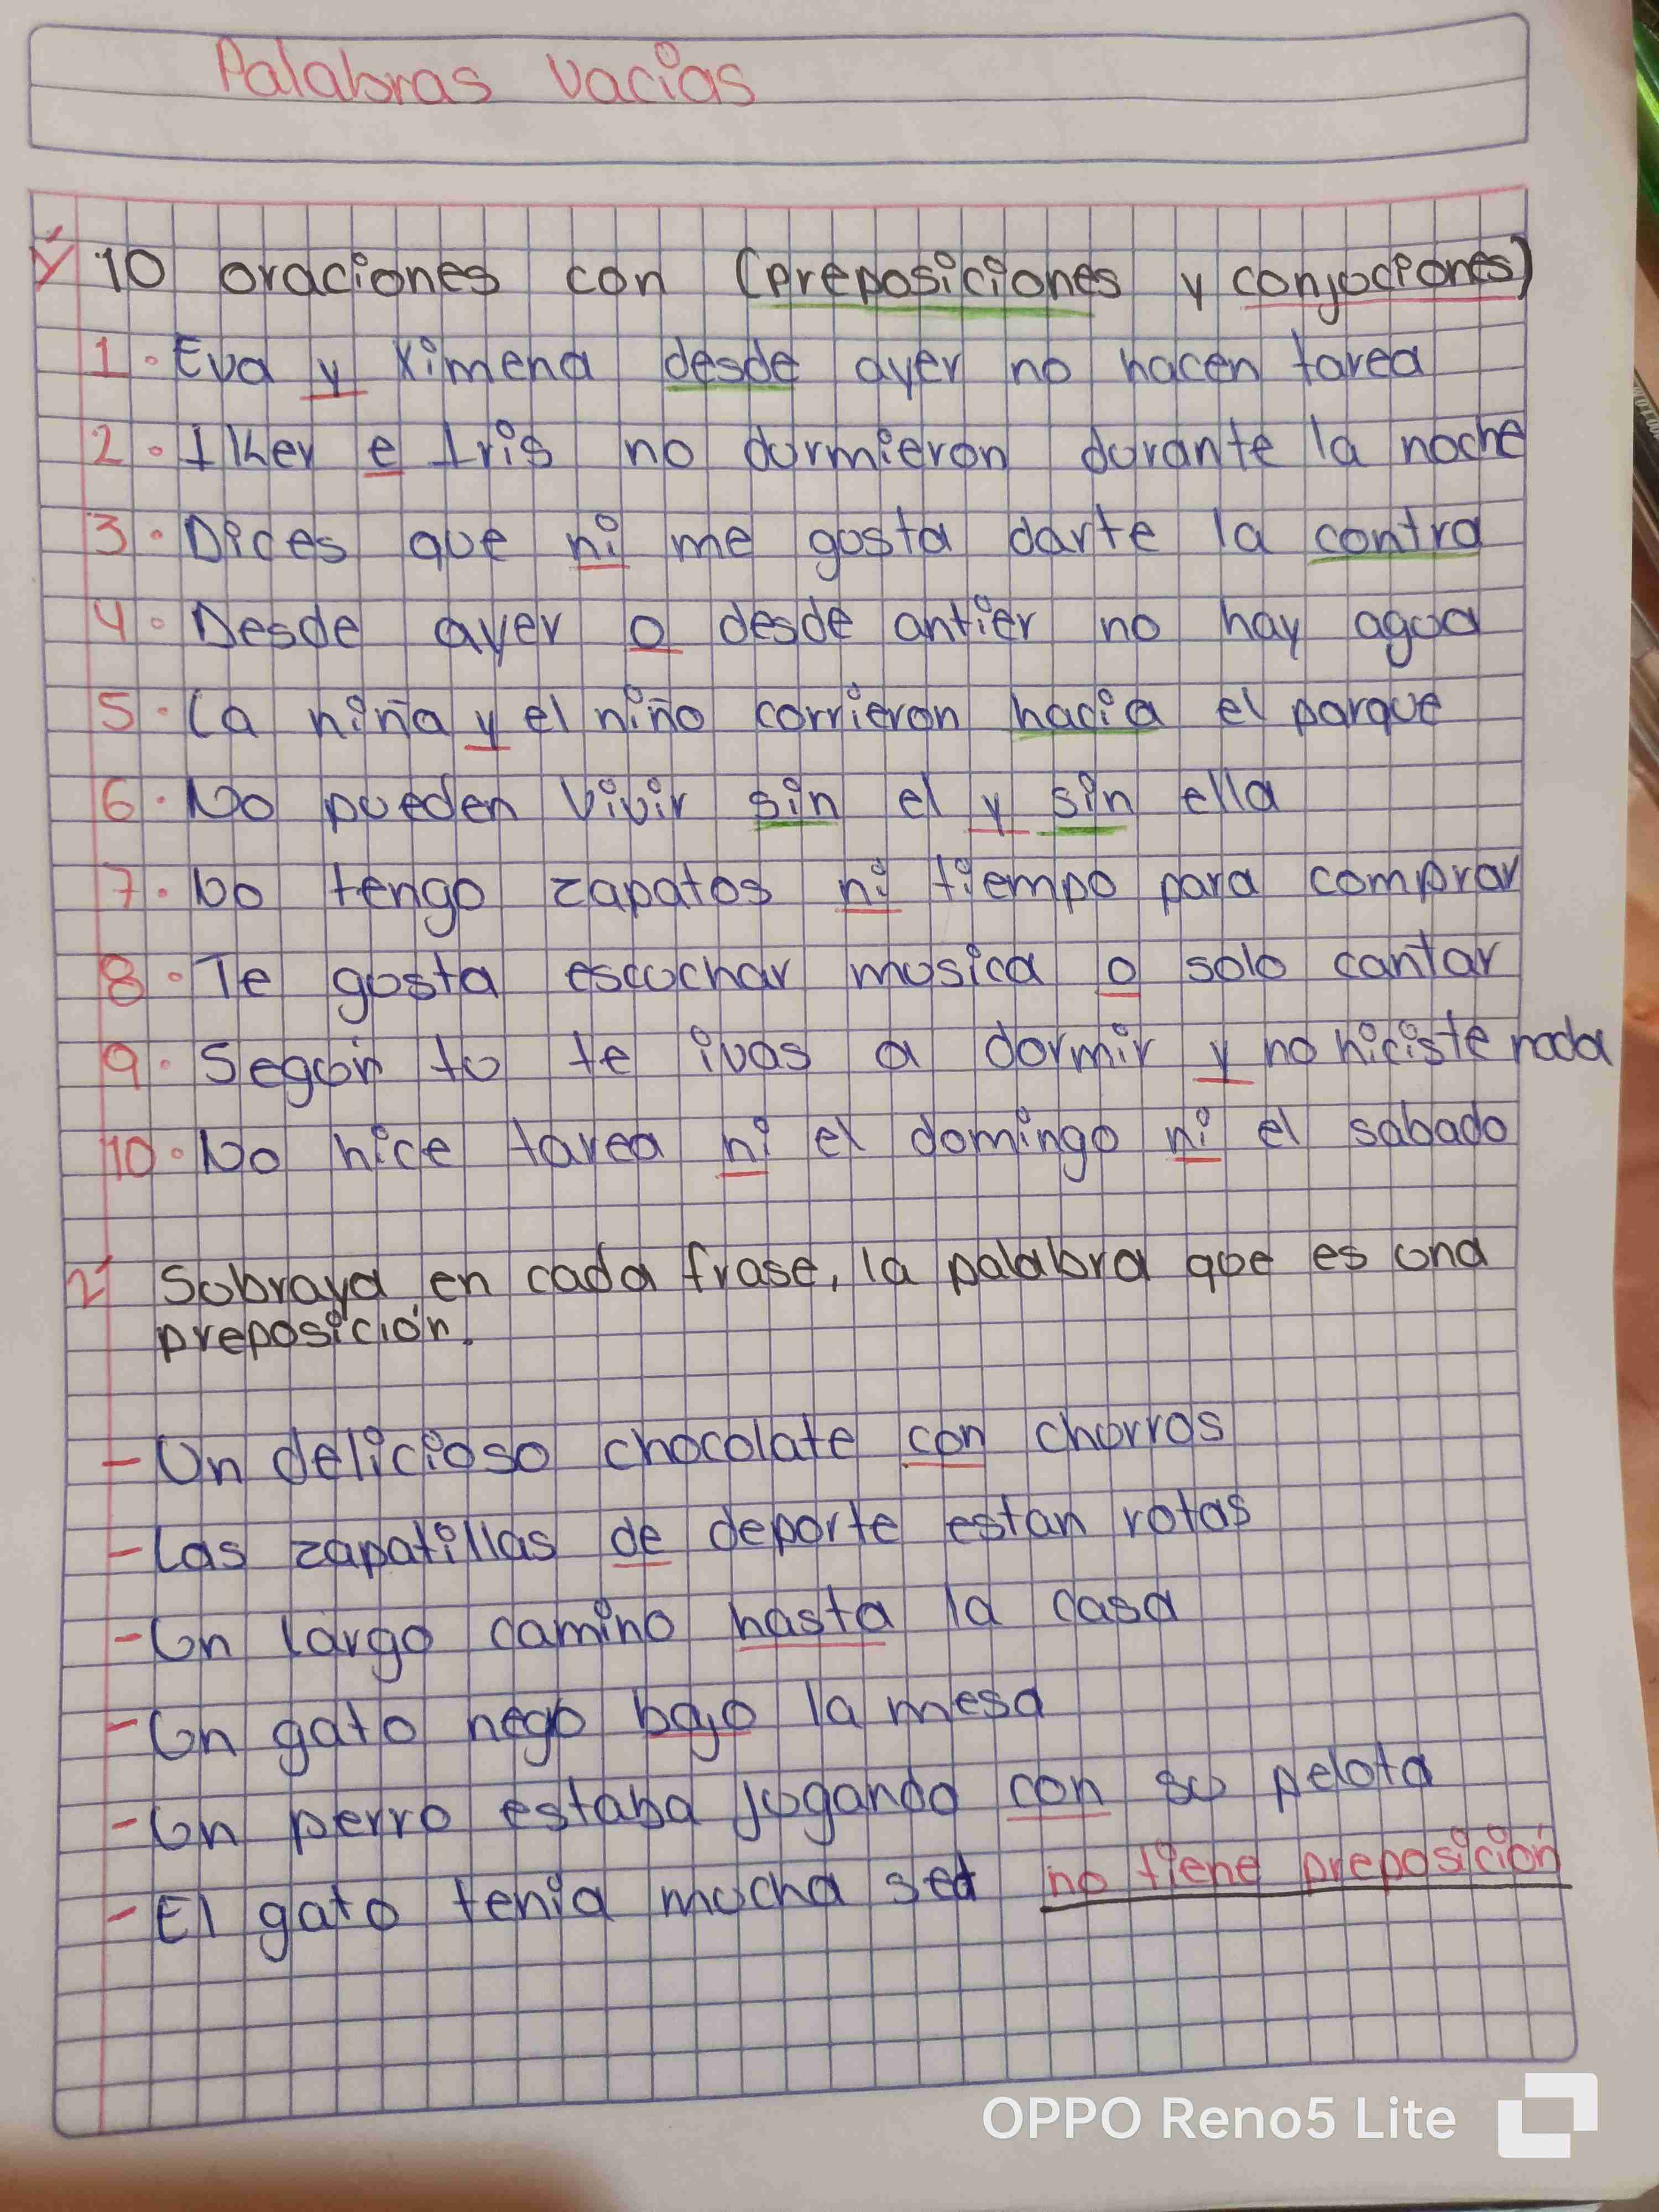 Palabras vacias
1' 10 oraciones con (preposiciones y conjuciones)
1. Eva y Ximena desde ayer no hacen tarea
2. Iker e Iris no durmieron durante la noche
3. Dices que ni me gusta darte la contra
4. Desde ayer o desde antier no hay agua
5. La niña y el niño corrieron hacia el parque
6. No pueden vivir sin el y sin ella
7. No tengo zapatos ni tiempo para comprar
8. Te gusta escuchar musica o solo cantar
9. Según tu te ivas a dormir y no hiciste nada
10. No hice tarea ni el domingo ni el sabado
2' Subraya en cada frase, la palabra que es una
preposición.
- Un delicioso chocolate con churros
- Las zapatillas de deporte estan rotas
- Un largo camino hasta la casa
- Un gato nego bajo la mesa
- Un perro estaba jugando con su pelota
- El gato tenia mucha sed no tiene preposición
OPPO Reno5 Lite